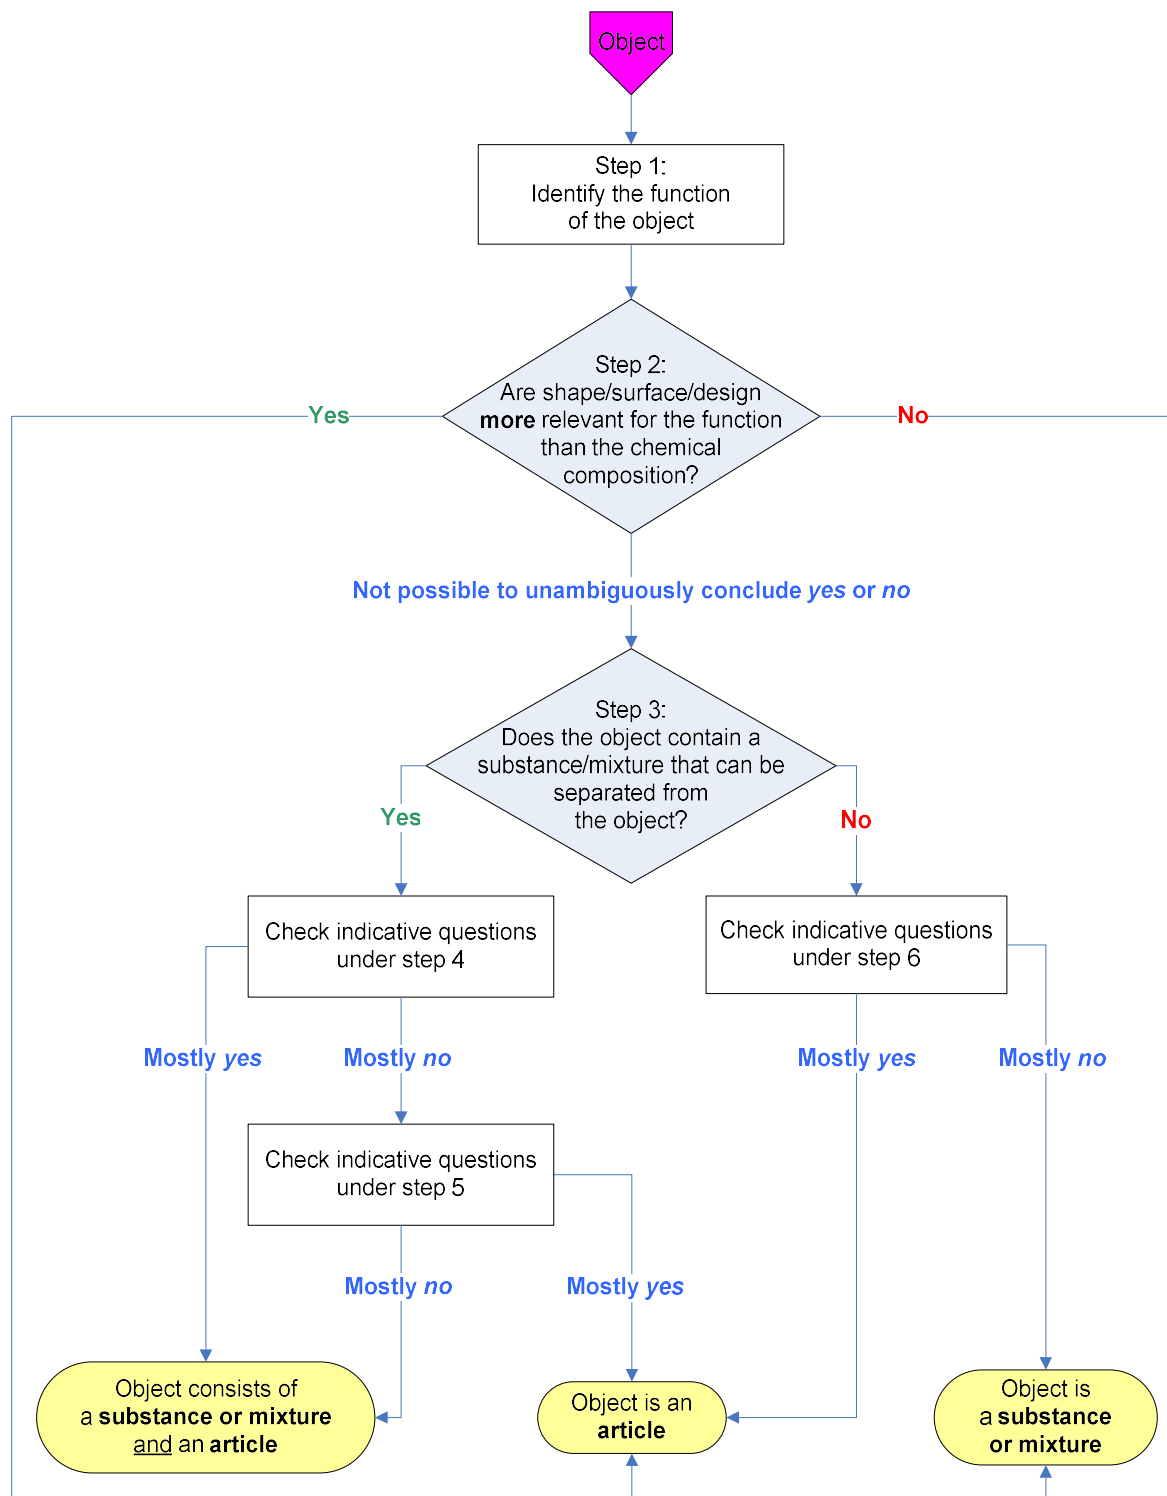 Object
Step 1:
Identify the function
of the object
Step 2:
Are shape/surface/design
more relevant for the function
than the chemical
composition?
Yes
No
Not possible to unambiguously conclude yes or no
Step 3:
Does the object contain a
substance/mixture that can be
separated from
the object?
Yes
No
Check indicative questions
under step 4
Check indicative questions
under step 6
Mostly yes
Mostly no
Mostly yes
Mostly no
Check indicative questions
under step 5
Mostly no
Mostly yes
Object consists of
a substance or mixture
and an article
Object is an
article
Object is
a substance
or mixture